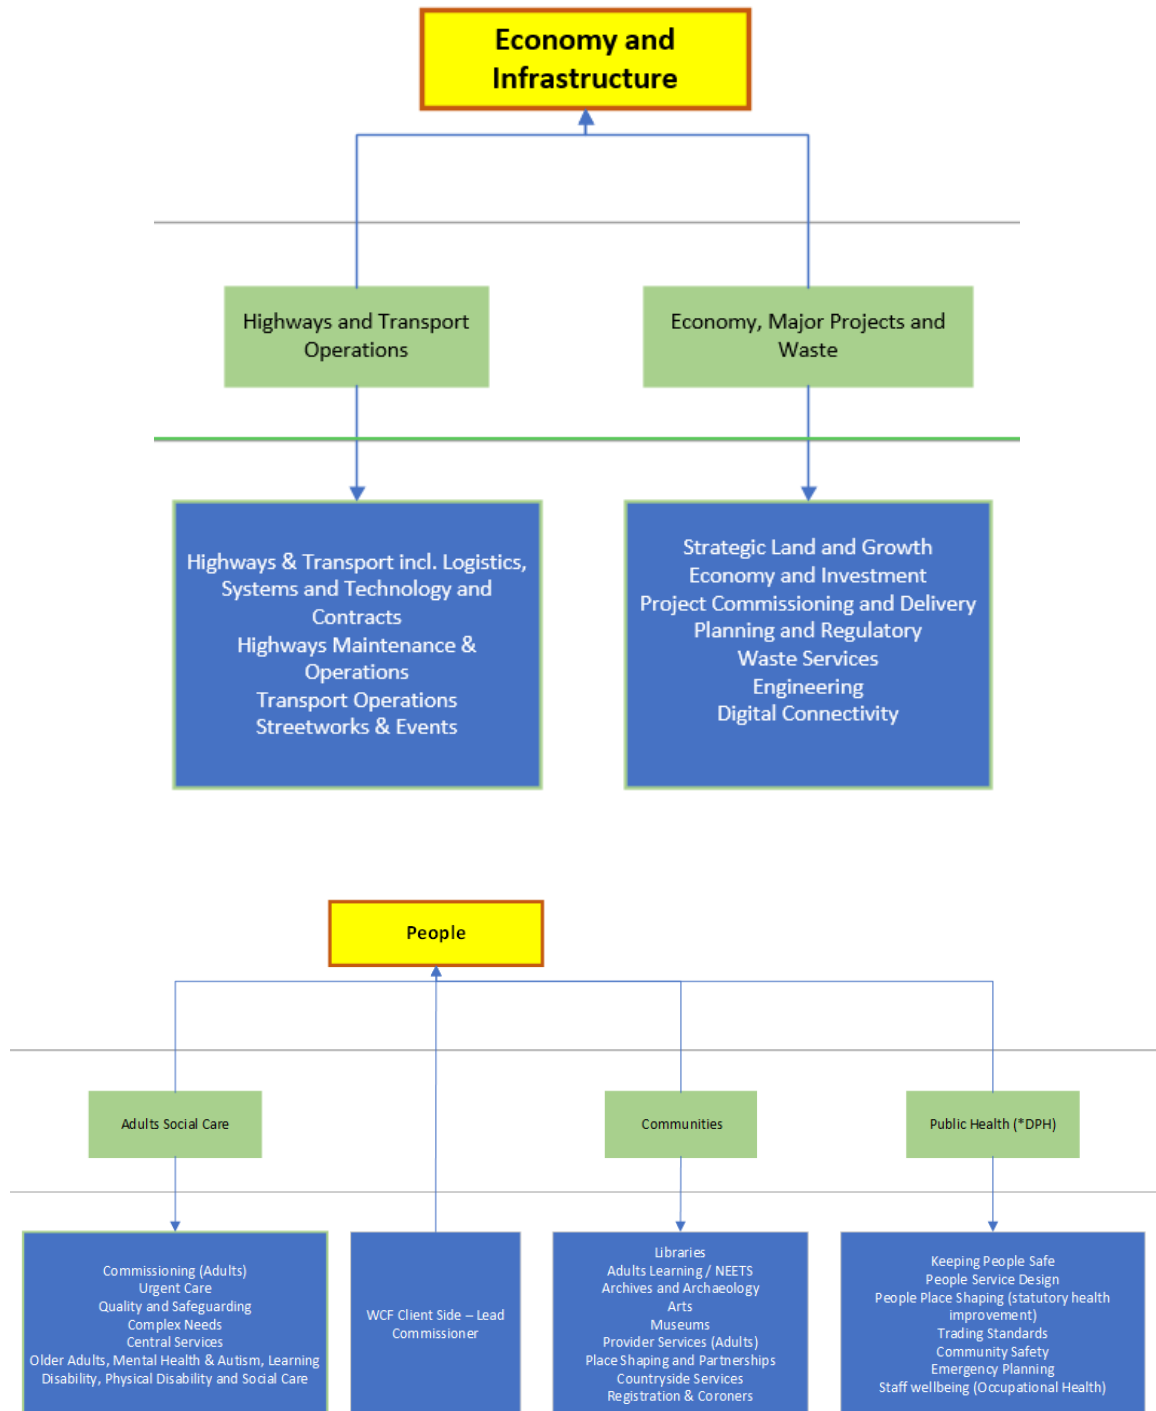 Economy and
Infrastructure
Highways and Transport
Operations
Economy, Major Projects and
Waste
Highways & Transport incl. Logistics,
Systems and Technology and
Contracts
Highways Maintenance &
Operations
Transport Operations
Streetworks & Events
Strategic Land and Growth
Economy and Investment
Project Commissioning and Delivery
Planning and Regulatory
Waste Services
Engineering
Digital Connectivity
People
Adults Social Care
Communities
Public Health (*DPH)
Commissioning (Adults)
Urgent Care
Quality and Safeguarding
Complex Needs
Central Services
Older Adults, Mental Health & Autism, Learning
Disability, Physical Disability and Social Care
WCF Client Side – Lead
Commissioner
Libraries
Adults Learning / NEETS
Archives and Archaeology
Arts
Museums
Provider Services (Adults)
Place Shaping and Partnerships
Countryside Services
Registration & Coroners
Keeping People Safe
People Service Design
People Place Shaping (statutory health
improvement)
Trading Standards
Community Safety
Emergency Planning
Staff wellbeing (Occupational Health)